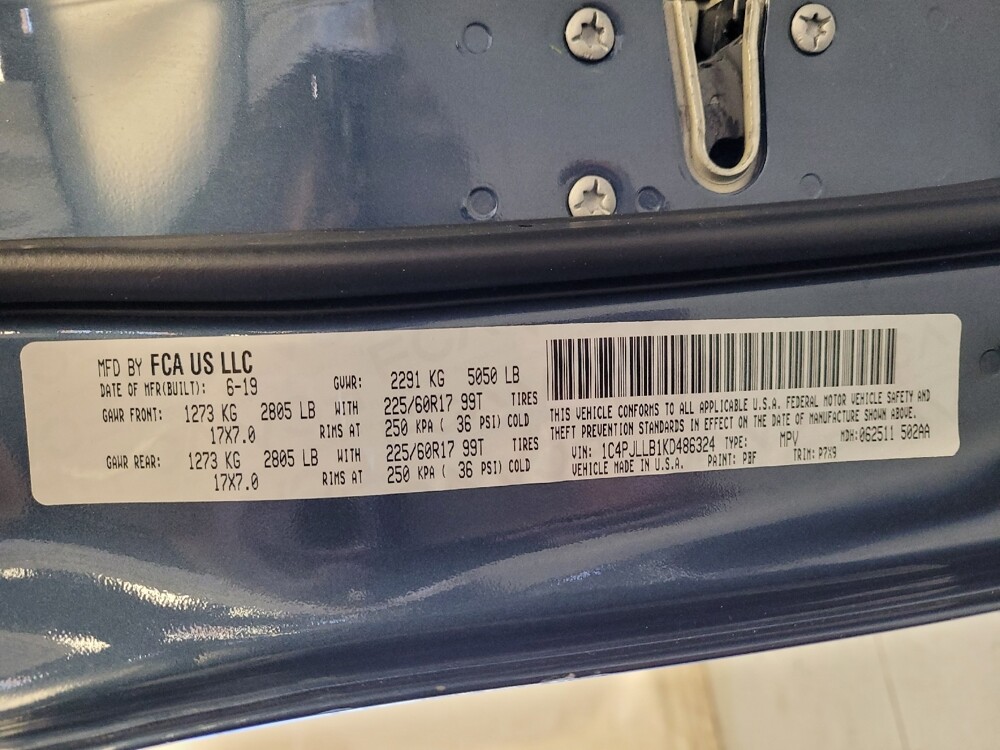 MFD BY FCA US LLC
DATE OF MFR(BUILT): 6-19 GVWR: 2291 KG 5050 LB
GAWR FRONT: 1273 KG 2805 LB WITH 225/60R17 99T TIRES
17X7.0 RIMS AT 250 KPA ( 36 PSI) COLD
GAWR REAR: 1273 KG 2805 LB WITH 225/60R17 99T TIRES
17X7.0 RIMS AT 250 KPA ( 36 PSI) COLD
THIS VEHICLE CONFORMS TO ALL APPLICABLE U.S.A. FEDERAL MOTOR VEHICLE SAFETY AND
THEFT PREVENTION STANDARDS IN EFFECT ON THE DATE OF MANUFACTURE SHOWN ABOVE.
VIN: 1C4PJLLB1KD486324 TYPE: MPV MDH:062511 502AA
VEHICLE MADE IN U.S.A. PAINT: PBF TRIM: P7X9